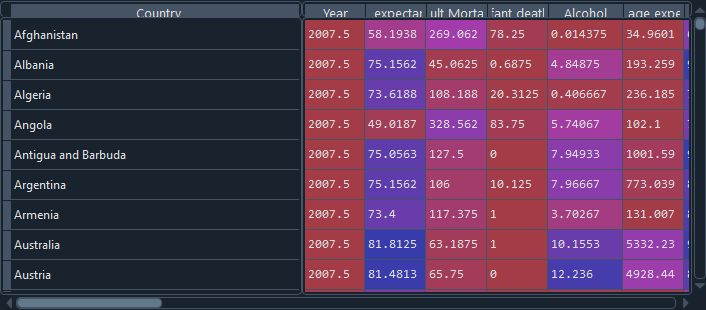 Country Year expectar ult Morta fant deatl Alcohol age expe
Afghanistan 2007.5 58.1938 269.062 78.25 0.014375 34.9601
Albania 2007.5 75.1562 45.0625 0.6875 4.84875 193.259
Algeria 2007.5 73.6188 108.188 20.3125 0.406667 236.185
Angola 2007.5 49.0187 328.562 83.75 5.74067 102.1
Antigua and Barbuda 2007.5 75.0563 127.5 0 7.94933 1001.59
Argentina 2007.5 75.1562 106 10.125 7.96667 773.039
Armenia 2007.5 73.4 117.375 1 3.70267 131.007
Australia 2007.5 81.8125 63.1875 1 10.1553 5332.23
Austria 2007.5 81.4813 65.75 0 12.236 4928.44